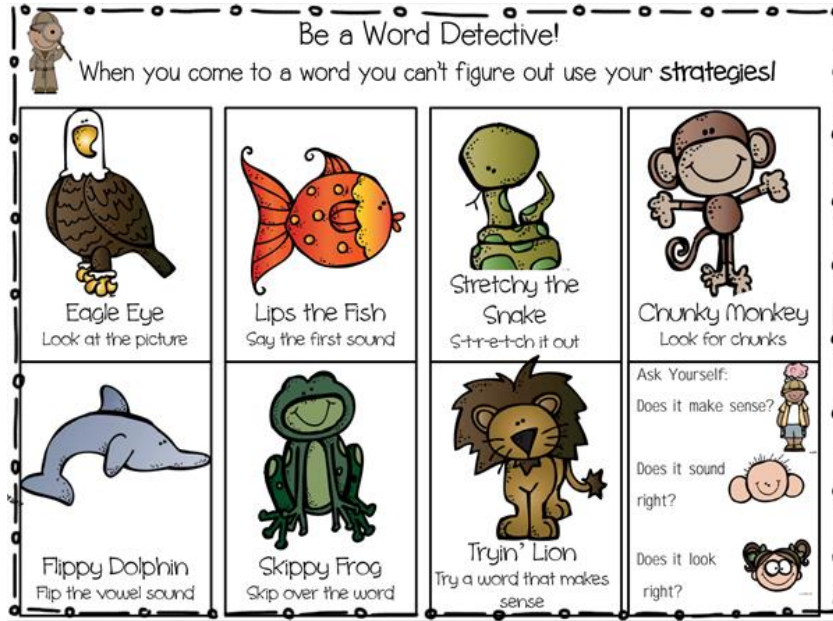 Be a Word Detective!
When you come to a word you can't figure out use your strategies!
Eagle Eye
Look at the picture
Lips the Fish
Say the first sound
Stretchy the
Snake
S-t-r-e-t-ch it out
Chunky Monkey
Look for chunks
Flippy Dolphin
Flip the vowel sound
Skippy Frog
Skip over the word
Tryin' Lion
Try a word that makes
sense
Ask Yourself:
Does it make sense?
Does it sound
right?
Does it look
right?